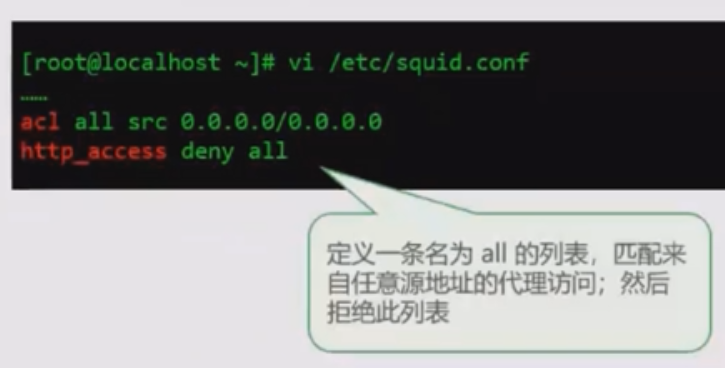 [root@localhost ~]# vi /etc/squid.conf
……
acl all src 0.0.0.0/0.0.0.0
http_access deny all
定义一条名为 all 的列表，匹配来
自任意源地址的代理访问；然后
拒绝此列表